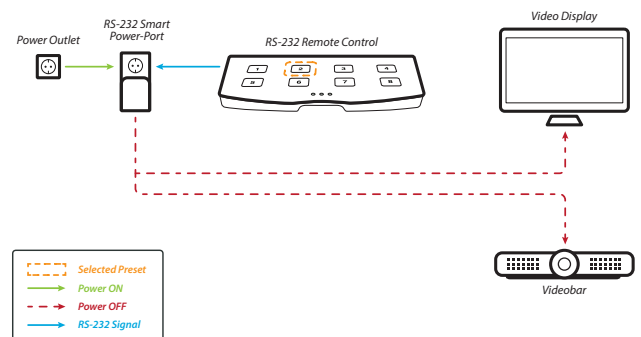 RS-232 Smart
Power-Port
Video Display
Power Outlet
RS-232 Remote Control
1 2 3 4
5 6 7 8
Videobar
Selected Preset
Power ON
Power OFF
RS-232 Signal